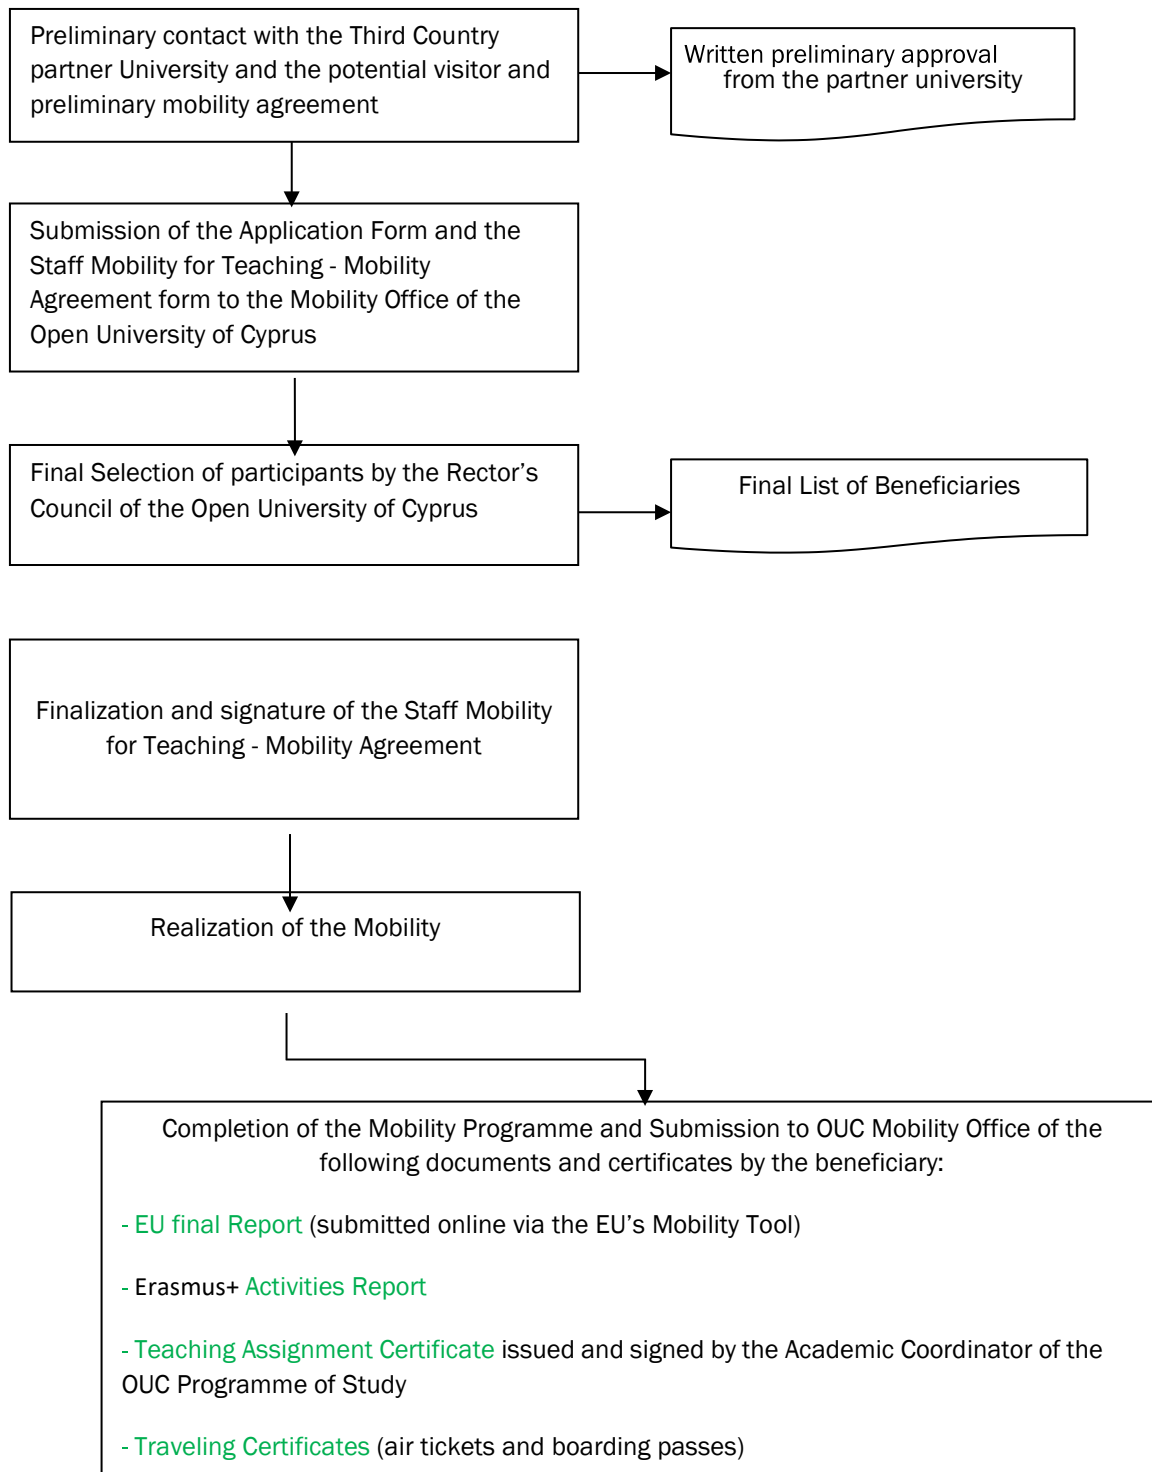 Preliminary contact with the Third Country
partner University and the potential visitor and
preliminary mobility agreement
Written preliminary approval
from the partner university
Submission of the Application Form and the
Staff Mobility for Teaching - Mobility
Agreement form to the Mobility Office of the
Open University of Cyprus
Final Selection of participants by the Rector’s
Council of the Open University of Cyprus
Final List of Beneficiaries
Finalization and signature of the Staff Mobility
for Teaching - Mobility Agreement
Realization of the Mobility
Completion of the Mobility Programme and Submission to OUC Mobility Office of the
following documents and certificates by the beneficiary:
- EU final Report (submitted online via the EU’s Mobility Tool)
- Erasmus+ Activities Report
- Teaching Assignment Certificate issued and signed by the Academic Coordinator of the
OUC Programme of Study
- Traveling Certificates (air tickets and boarding passes)